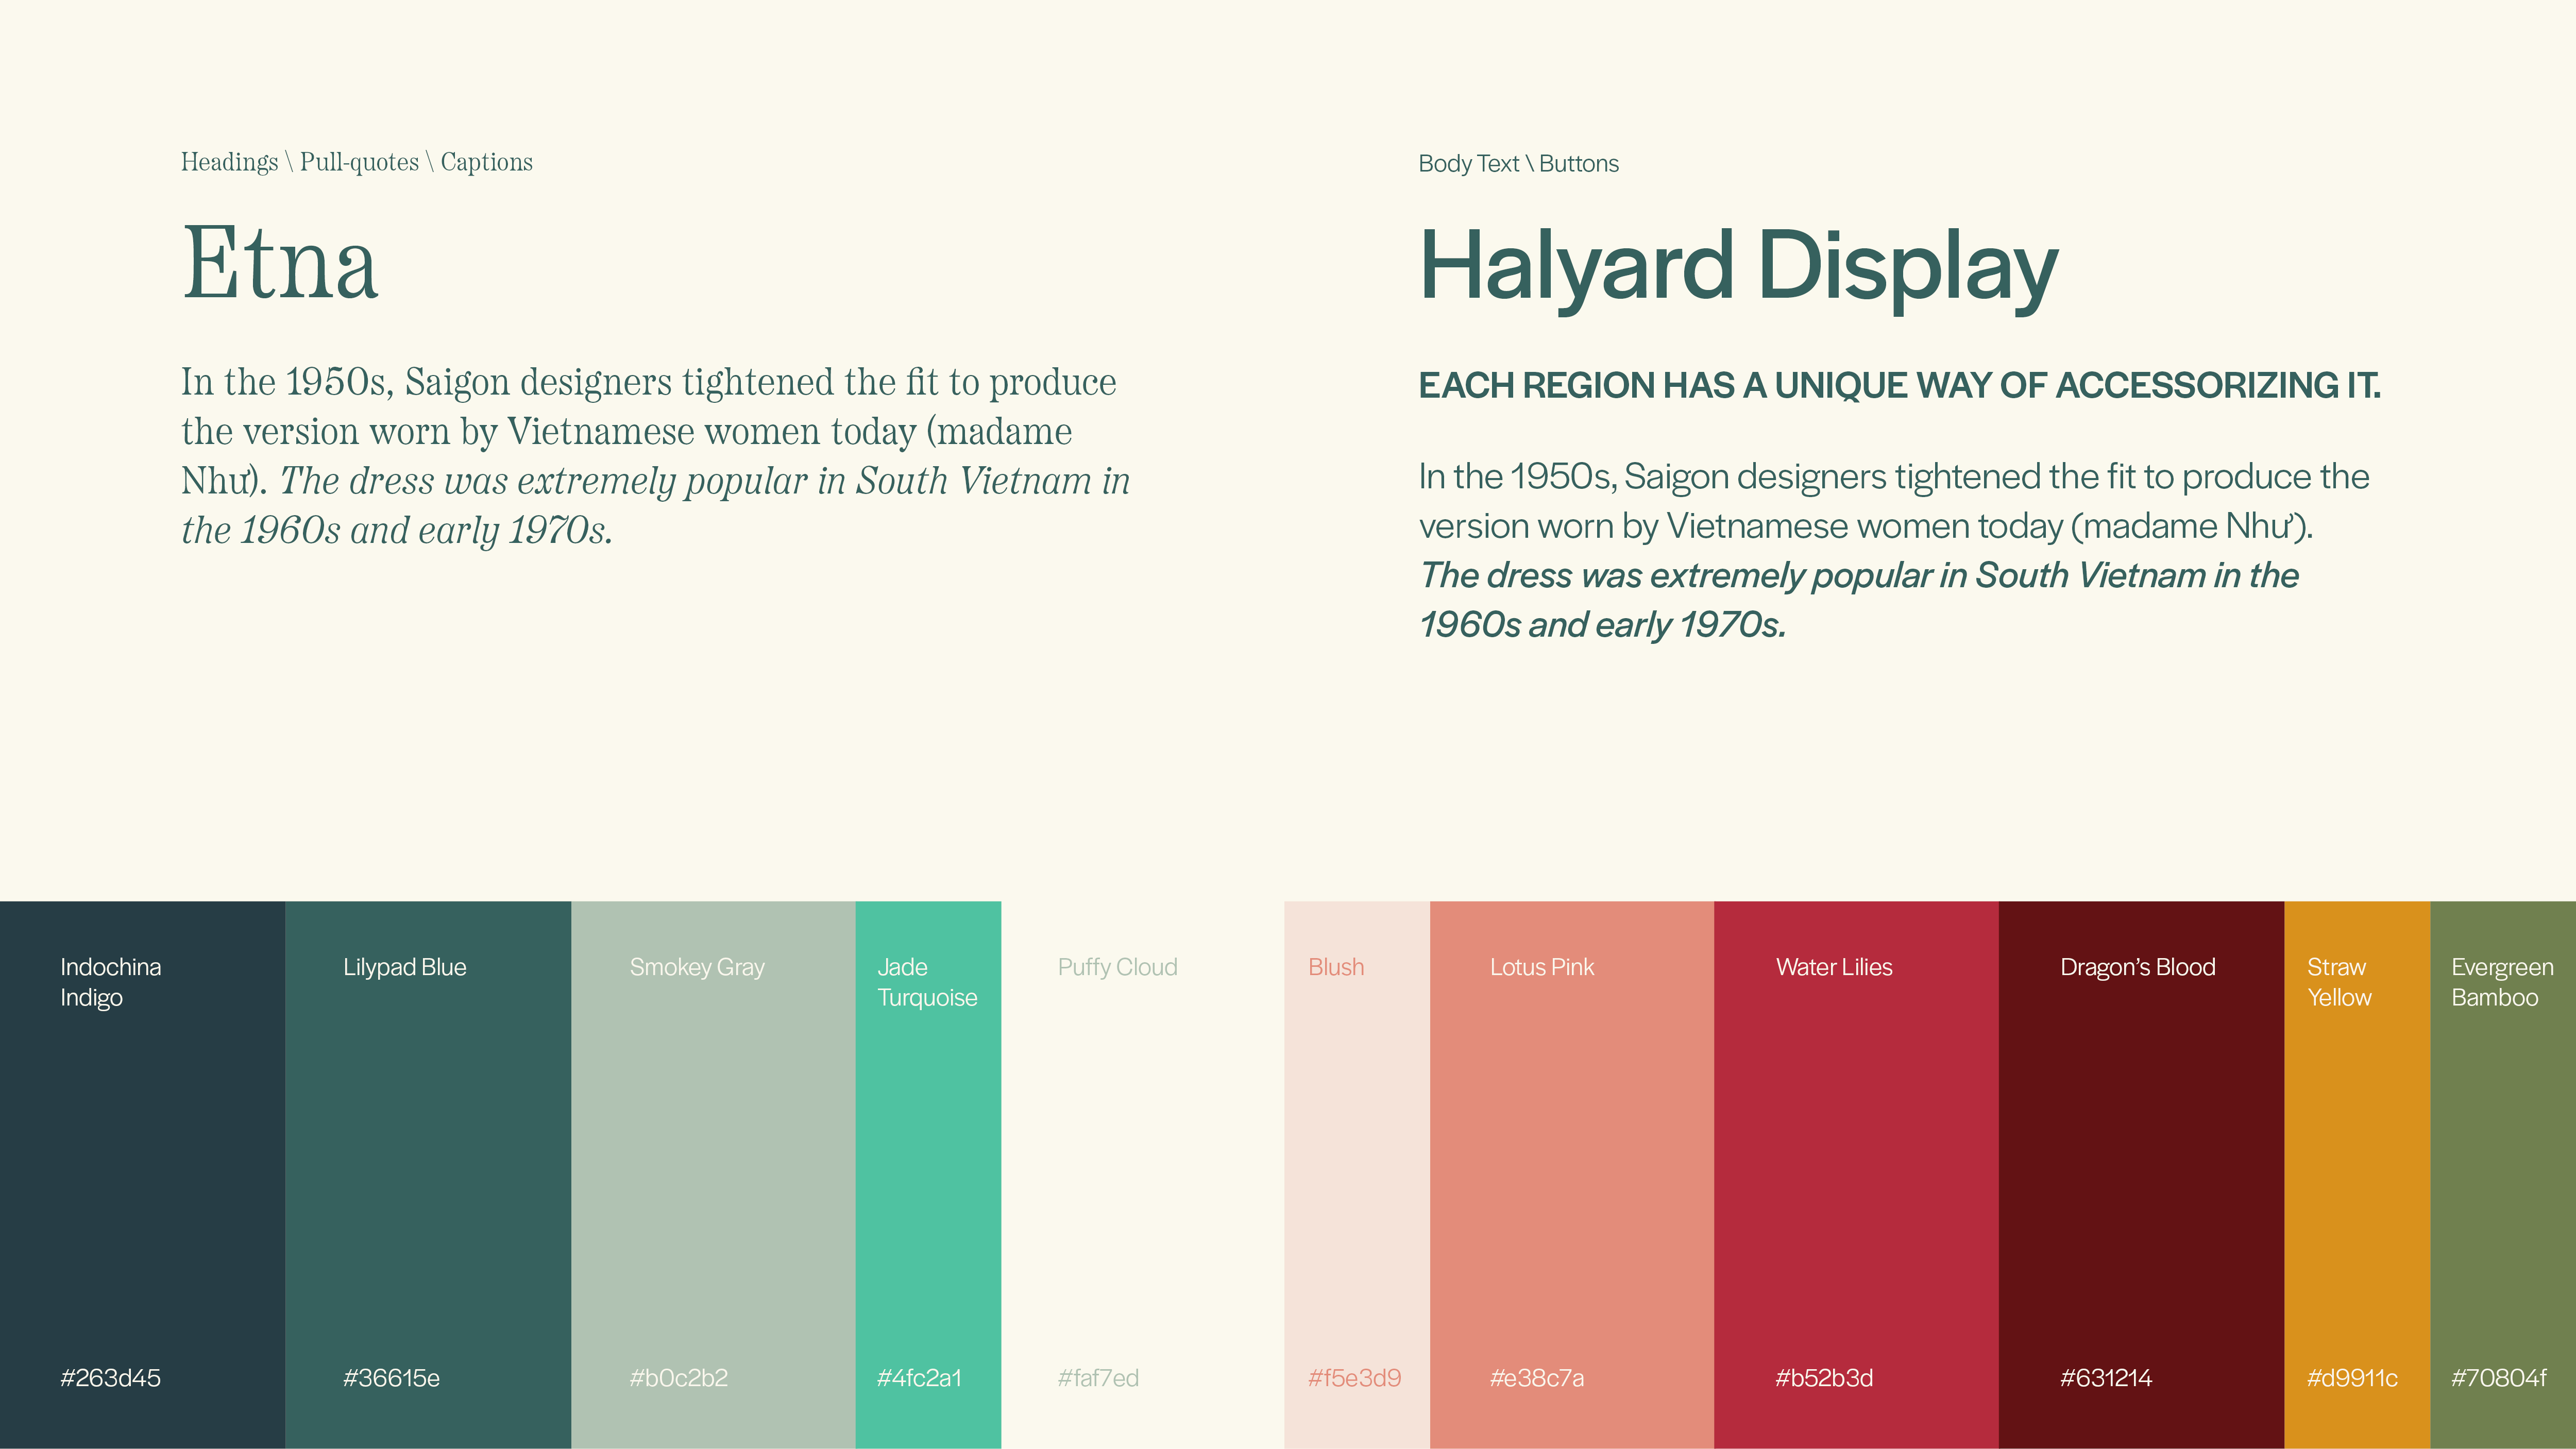 Headings \ Pull-quotes \ Captions
Etna
In the 1950s, Saigon designers tightened the fit to produce
the version worn by Vietnamese women today (madame
Như). The dress was extremely popular in South Vietnam in
the 1960s and early 1970s.
Body Text \ Buttons
Halyard Display
EACH REGION HAS A UNIQUE WAY OF ACCESSORIZING IT.
In the 1950s, Saigon designers tightened the fit to produce the
version worn by Vietnamese women today (madame Như).
The dress was extremely popular in South Vietnam in the
1960s and early 1970s.
Indochina
Indigo
#263d45
Lilypad Blue
#36615e
Smokey Gray
#b0c2b2
Jade
Turquoise
#4fc2a1
Puffy Cloud
#faf7ed
Blush
#f5e3d9
Lotus Pink
#e38c7a
Water Lilies
#b52b3d
Dragon’s Blood
#631214
Straw
Yellow
#d9911c
Evergreen
Bamboo
#70804f